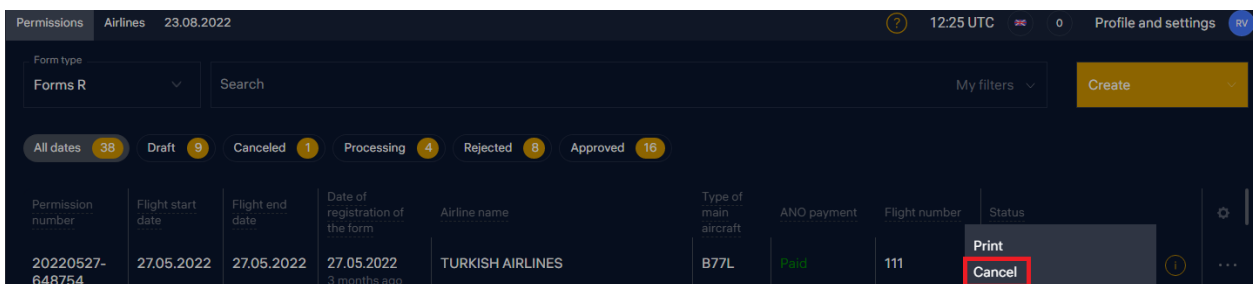 Permissions Airlines 23.08.2022 ? 12:25 UTC 0 Profile and settings RV
Form type
Forms R Search My filters Create
All dates 38 Draft 9 Canceled 1 Processing 4 Rejected 8 Approved 16
Permission number Flight start date Flight end date Date of registration of the form Airline name Type of main aircraft ANO payment Flight number Status
Print
20220527-648754 27.05.2022 27.05.2022 27.05.2022 TURKISH AIRLINES B77L Paid 111 i ...
3 months ago
Cancel